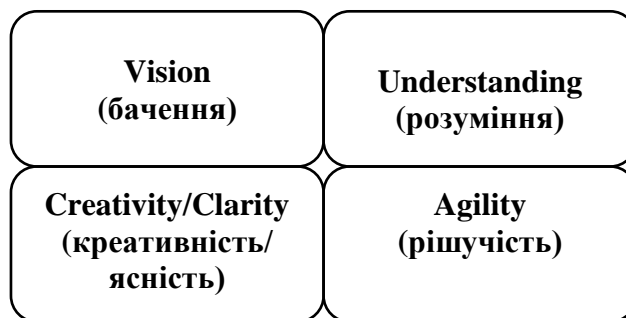 Vision
(бачення)
Understanding
(розуміння)
Creativity/Clarity
(креативність/
ясність)
Agility
(рішучість)